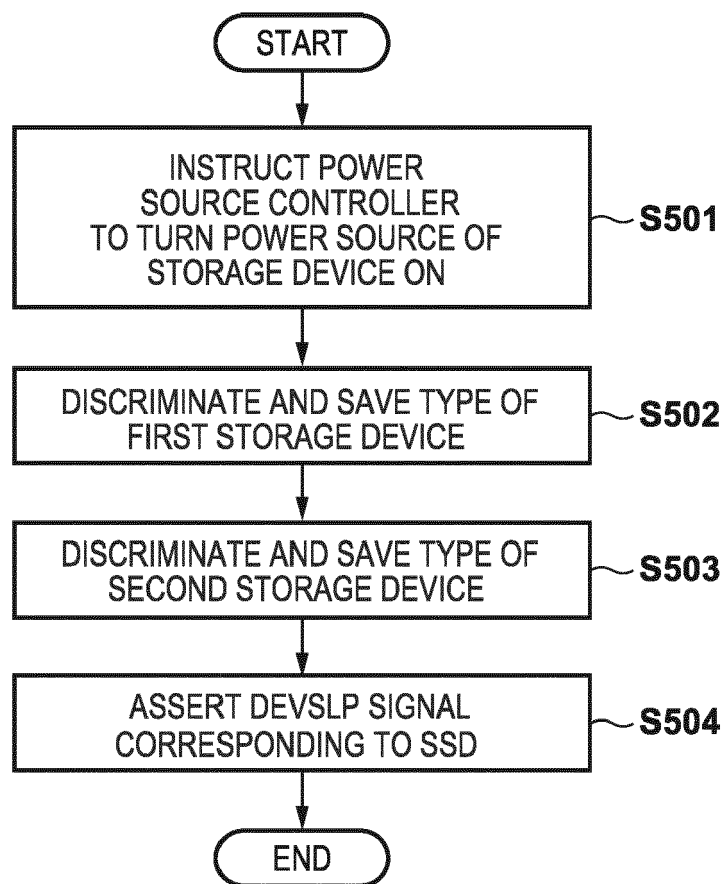 START
INSTRUCT POWER
SOURCE CONTROLLER
TO TURN POWER SOURCE OF
STORAGE DEVICE ON
S501
DISCRIMINATE AND SAVE TYPE OF
FIRST STORAGE DEVICE
S502
DISCRIMINATE AND SAVE TYPE OF
SECOND STORAGE DEVICE
S503
ASSERT DEVSLP SIGNAL
CORRESPONDING TO SSD
S504
END